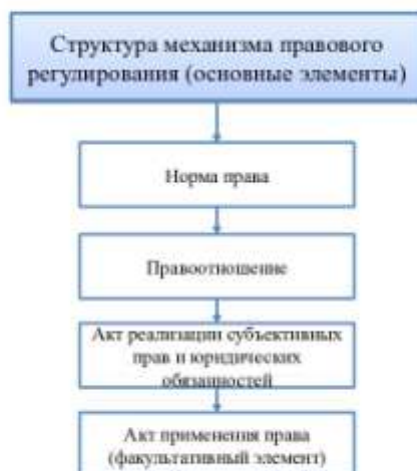 Структура механизма правового
регулирования (основные элементы)
Норма права
Правоотношение
Акт реализации субъективных
прав и юридических
обязанностей
Акт применения права
(факультативный элемент)